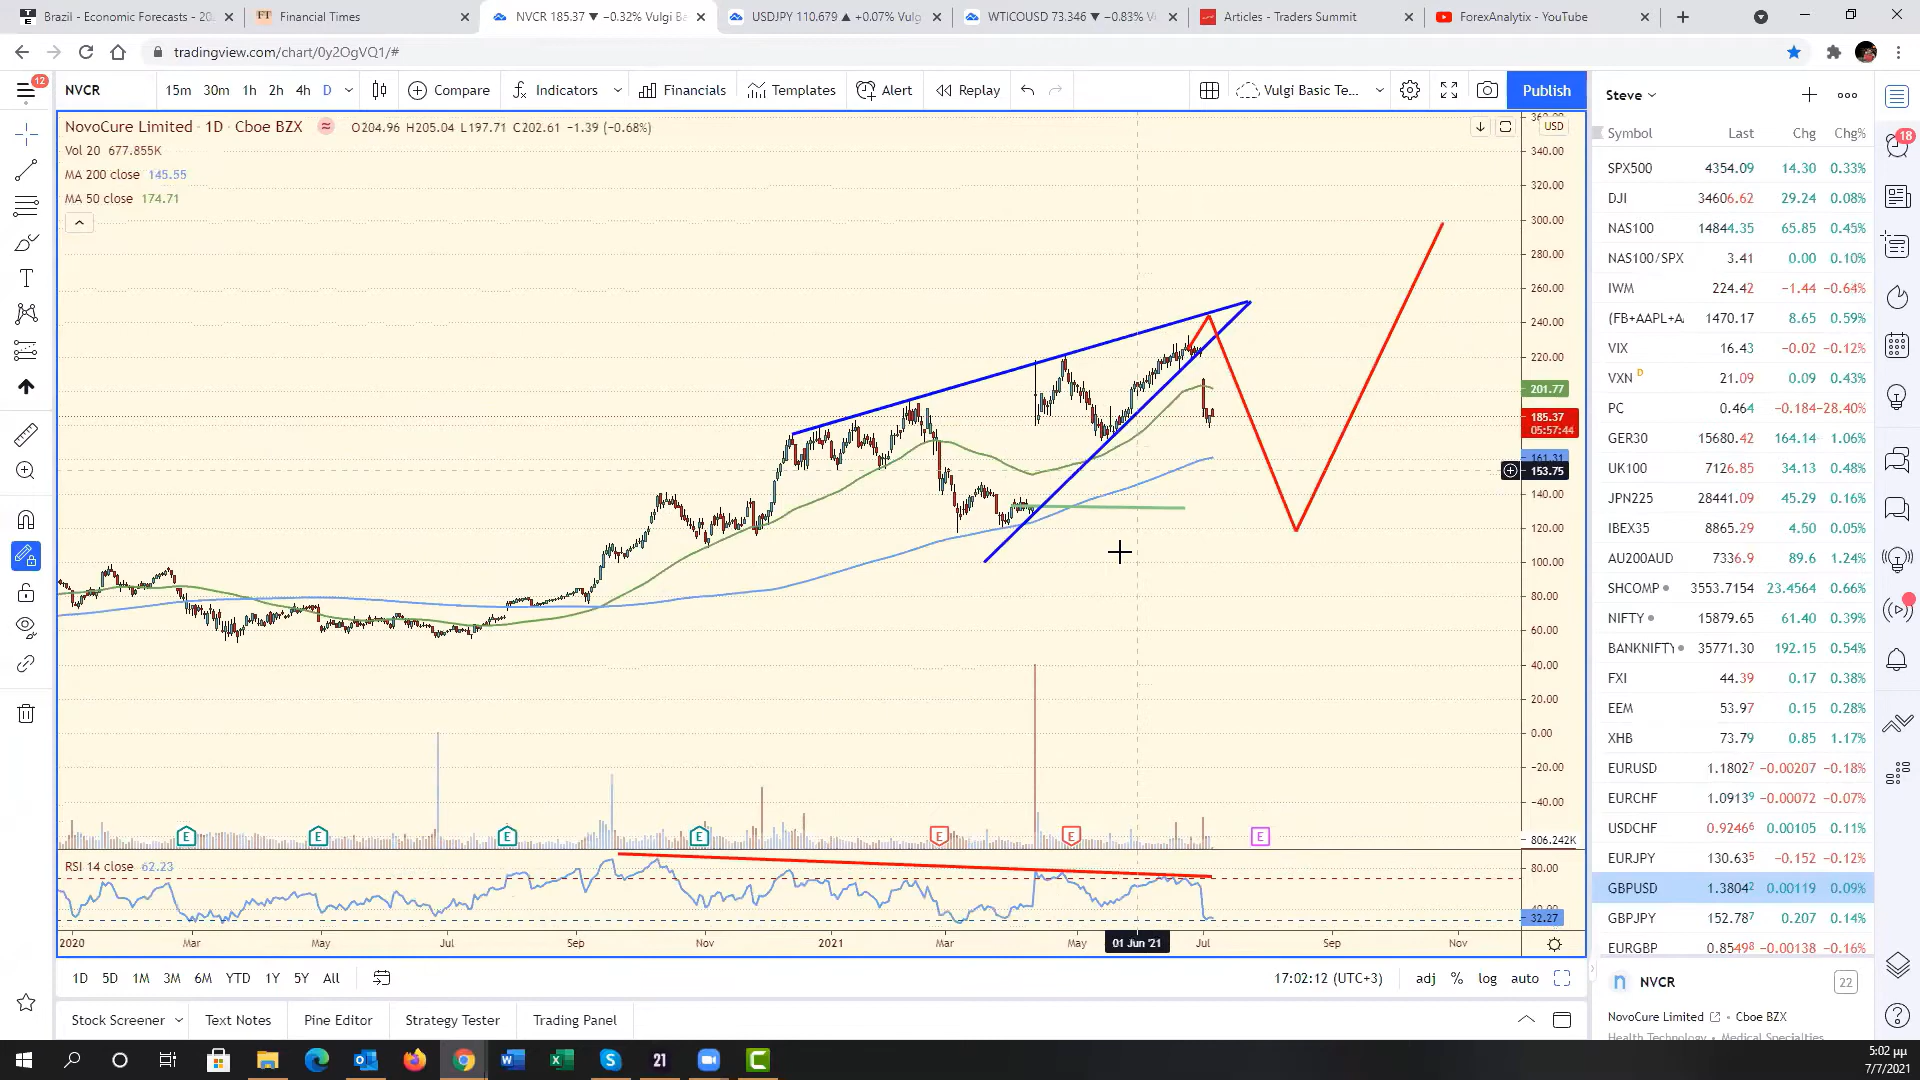 Brazil - Economic Forecasts - 20
Financial Times
NVCR 185.37 ▼ −0.32% Vulgi Ba
USDJPY 110.679 ▲ +0.07% Vulg
WTICOUSD 73.346 ▼ −0.83% V
Articles - Traders Summit
ForexAnalytix - YouTube
tradingview.com/chart/0y2OgVQ1/#
12
NVCR
15m 30m 1h 2h 4h D
Compare
Indicators
Financials
Templates
Alert
Replay
Vulgi Basic Te...
Publish
Steve
NovoCure Limited · 1D · Cboe BZX O204.96 H205.04 L197.71 C202.61 −1.39 (−0.68%)
Vol 20 677.855K
MA 200 close 145.55
MA 50 close 174.71
USD
340.00
320.00
300.00
280.00
260.00
240.00
220.00
201.77
185.37
05:57:44
161.31
153.75
140.00
120.00
100.00
80.00
60.00
40.00
20.00
0.00
−20.00
−40.00
806.242K
E E E E E E E
RSI 14 close 62.23
80.00
32.27
2020 Mar May Jul Sep Nov 2021 Mar May 01 Jun '21 Jul Sep Nov
1D 5D 1M 3M 6M YTD 1Y 5Y All
17:02:12 (UTC+3) adj % log auto
Stock Screener Text Notes Pine Editor Strategy Tester Trading Panel
Symbol Last Chg Chg%
SPX500 4354.09 14.30 0.33%
DJI 34606.62 29.24 0.08%
NAS100 14844.35 65.85 0.45%
NAS100/SPX 3.41 0.00 0.10%
IWM 224.42 −1.44 −0.64%
(FB+AAPL+A 1470.17 8.65 0.59%
VIX 16.43 −0.02 −0.12%
VXN D 21.09 0.09 0.43%
PC 0.464 −0.184 −28.40%
GER30 15680.42 164.14 1.06%
UK100 7126.85 34.13 0.48%
JPN225 28441.09 45.29 0.16%
IBEX35 8865.29 4.50 0.05%
AU200AUD 7336.9 89.6 1.24%
SHCOMP 3553.7154 23.4564 0.66%
NIFTY 15879.65 61.40 0.39%
BANKNIFTY 35771.30 192.15 0.54%
FXI 44.39 0.17 0.38%
EEM 53.97 0.15 0.28%
XHB 73.79 0.85 1.17%
EURUSD 1.18027 −0.00207 −0.18%
EURCHF 1.09139 −0.00072 −0.07%
USDCHF 0.92466 0.00105 0.11%
EURJPY 130.635 −0.152 −0.12%
GBPUSD 1.38042 0.00119 0.09%
GBPJPY 152.787 0.207 0.14%
EURGBP 0.85498 −0.00138 −0.16%
n NVCR 22
NovoCure Limited • Cboe BZX
Health Technology • Medical Specialties
18
21
5:02 μμ
7/7/2021